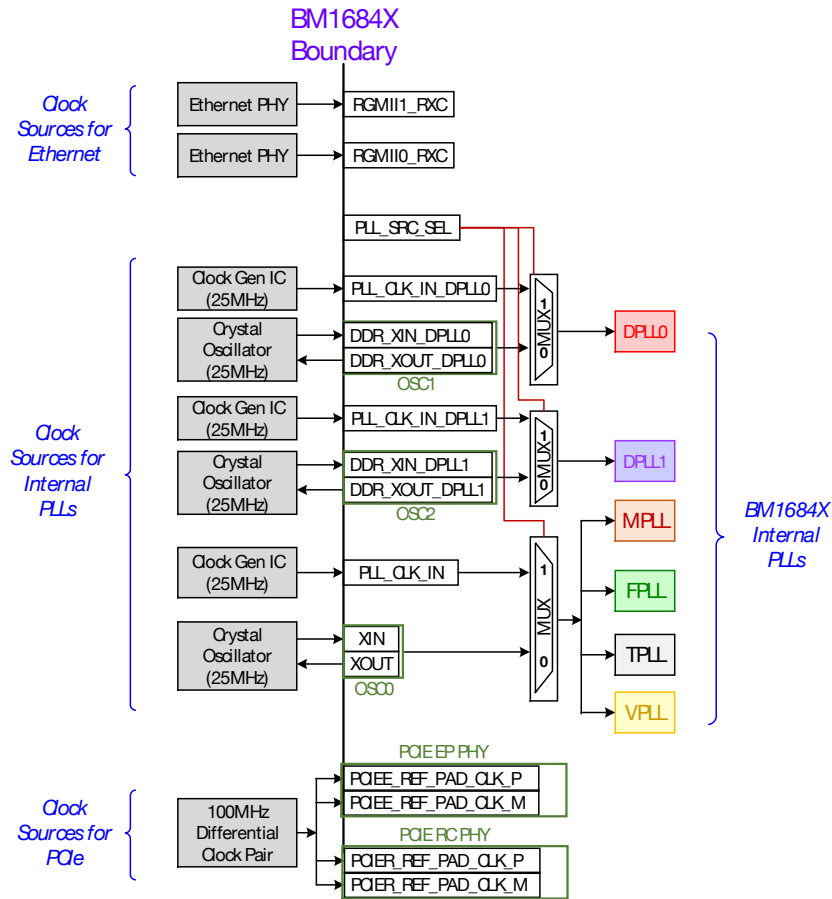 BM1684X
Boundary
Clock
Sources for
Ethernet
Ethernet PHY
RGMII1_RXC
Ethernet PHY
RGMII0_RXC
PLL_SRC_SEL
Clock
Sources for
Internal
PLLs
Clock Gen IC
(25MHz)
PLL_CLK_IN_DPLL0
Crystal
Oscillator
(25MHz)
DDR_XIN_DPLL0
DDR_XOUT_DPLL0
OSC1
1
MUX
0
DPLL0
Clock Gen IC
(25MHz)
PLL_CLK_IN_DPLL1
Crystal
Oscillator
(25MHz)
DDR_XIN_DPLL1
DDR_XOUT_DPLL1
OSC2
1
MUX
0
DPLL1
Clock Gen IC
(25MHz)
PLL_CLK_IN
Crystal
Oscillator
(25MHz)
XIN
XOUT
OSC0
1
MUX
0
MPLL
FPLL
TPLL
VPLL
BM1684X
Internal
PLLs
Clock
Sources for
PCIe
100MHz
Differential
Clock Pair
PCIE EP PHY
PCIEE_REF_PAD_CLK_P
PCIEE_REF_PAD_CLK_M
PCIE RC PHY
PCIER_REF_PAD_CLK_P
PCIER_REF_PAD_CLK_M